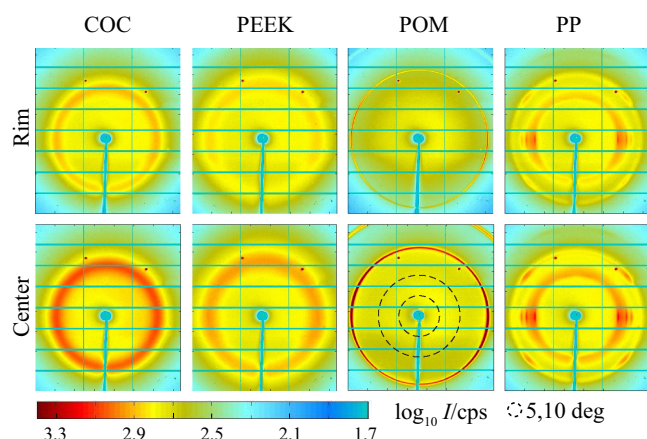 COC PEEK POM PP
Rim
Center
log₁₀ I/cps 5,10 deg
3.3 2.9 2.5 2.1 1.7